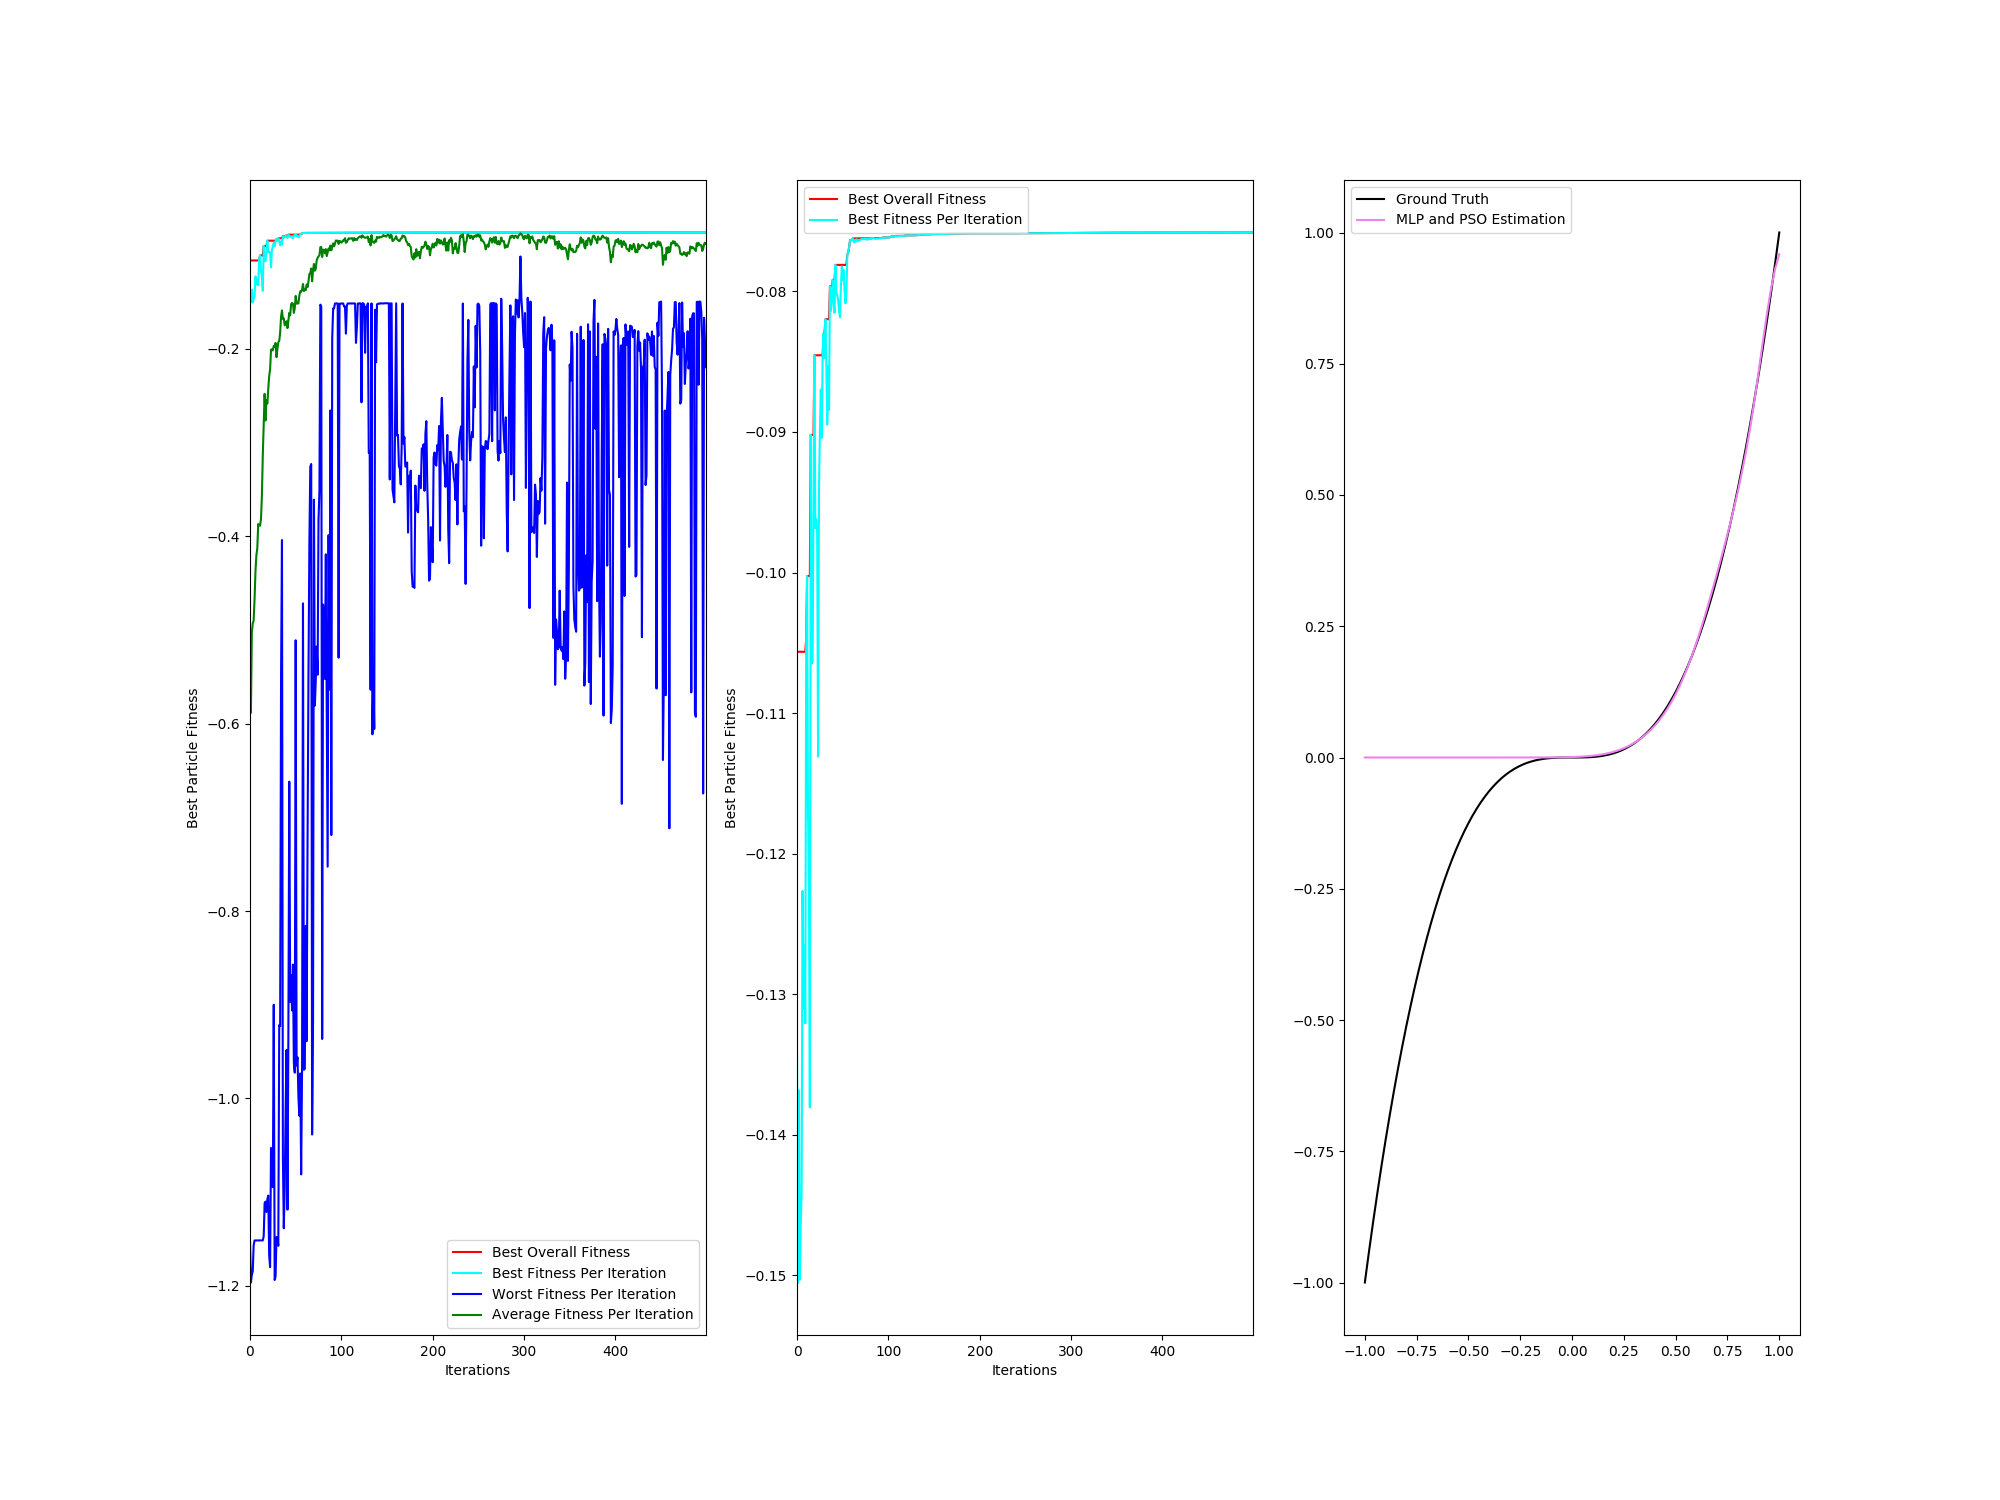 Best Particle Fitness
−0.2
−0.4
−0.6
−0.8
−1.0
−1.2
0 100 200 300 400
Iterations
Best Overall Fitness
Best Fitness Per Iteration
Worst Fitness Per Iteration
Average Fitness Per Iteration
Best Particle Fitness
−0.08
−0.09
−0.10
−0.11
−0.12
−0.13
−0.14
−0.15
0 100 200 300 400
Iterations
Best Overall Fitness
Best Fitness Per Iteration
Ground Truth
MLP and PSO Estimation
1.00
0.75
0.50
0.25
0.00
−0.25
−0.50
−0.75
−1.00
−1.00 −0.75 −0.50 −0.25 0.00 0.25 0.50 0.75 1.00